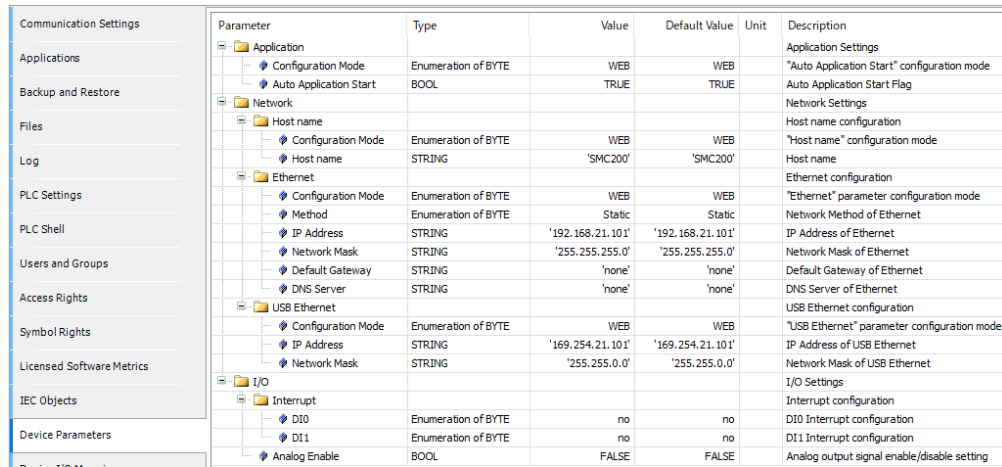 Communication Settings
Applications
Backup and Restore
Files
Log
PLC Settings
PLC Shell
Users and Groups
Access Rights
Symbol Rights
Licensed Software Metrics
IEC Objects
Device Parameters
Parameter Type Value Default Value Unit Description
Application Application Settings
Configuration Mode Enumeration of BYTE WEB WEB "Auto Application Start" configuration mode
Auto Application Start BOOL TRUE TRUE Auto Application Start Flag
Network Network Settings
Host name Host name configuration
Configuration Mode Enumeration of BYTE WEB WEB "Host name" configuration mode
Host name STRING 'SMC200' 'SMC200' Host name
Ethernet Ethernet configuration
Configuration Mode Enumeration of BYTE WEB WEB "Ethernet" parameter configuration mode
Method Enumeration of BYTE Static Static Network Method of Ethernet
IP Address STRING '192.168.21.101' '192.168.21.101' IP Address of Ethernet
Network Mask STRING '255.255.255.0' '255.255.255.0' Network Mask of Ethernet
Default Gateway STRING 'none' 'none' Default Gateway of Ethernet
DNS Server STRING 'none' 'none' DNS Server of Ethernet
USB Ethernet USB Ethernet configuration
Configuration Mode Enumeration of BYTE WEB WEB "USB Ethernet" parameter configuration mode
IP Address STRING '169.254.21.101' '169.254.21.101' IP Address of USB Ethernet
Network Mask STRING '255.255.0.0' '255.255.0.0' Network Mask of USB Ethernet
I/O I/O Settings
Interrupt Interrupt configuration
DI0 Enumeration of BYTE no no DI0 Interrupt configuration
DI1 Enumeration of BYTE no no DI1 Interrupt configuration
Analog Enable BOOL FALSE FALSE Analog output signal enable/disable setting